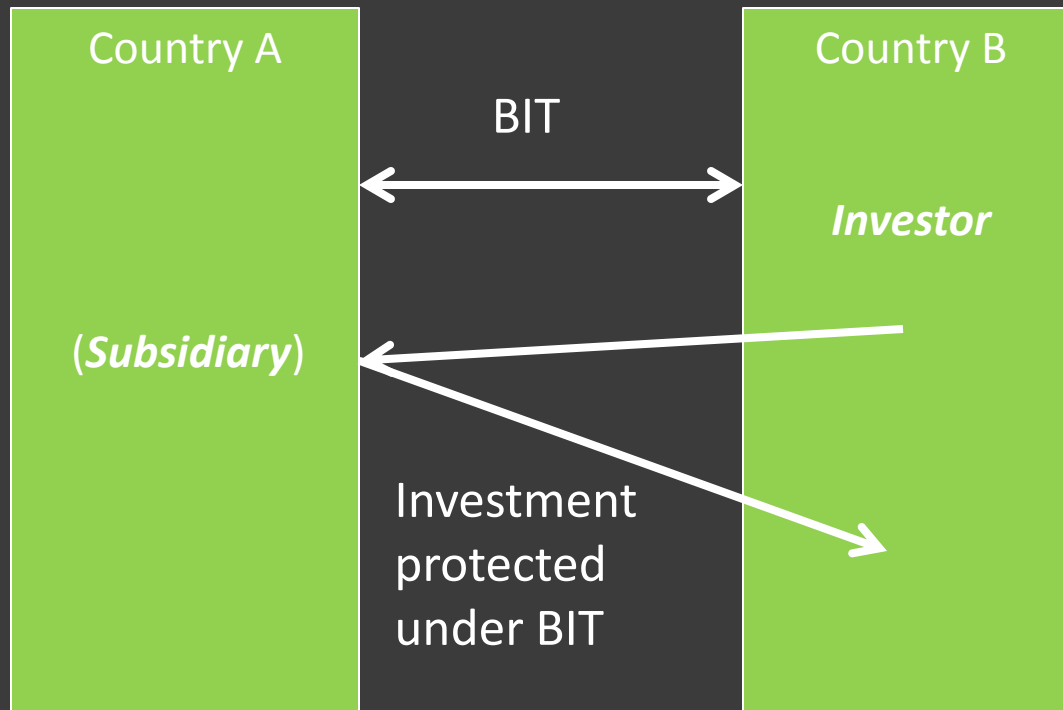 Country A
Country B
BIT
Investor
(Subsidiary)
Investment
protected
under BIT